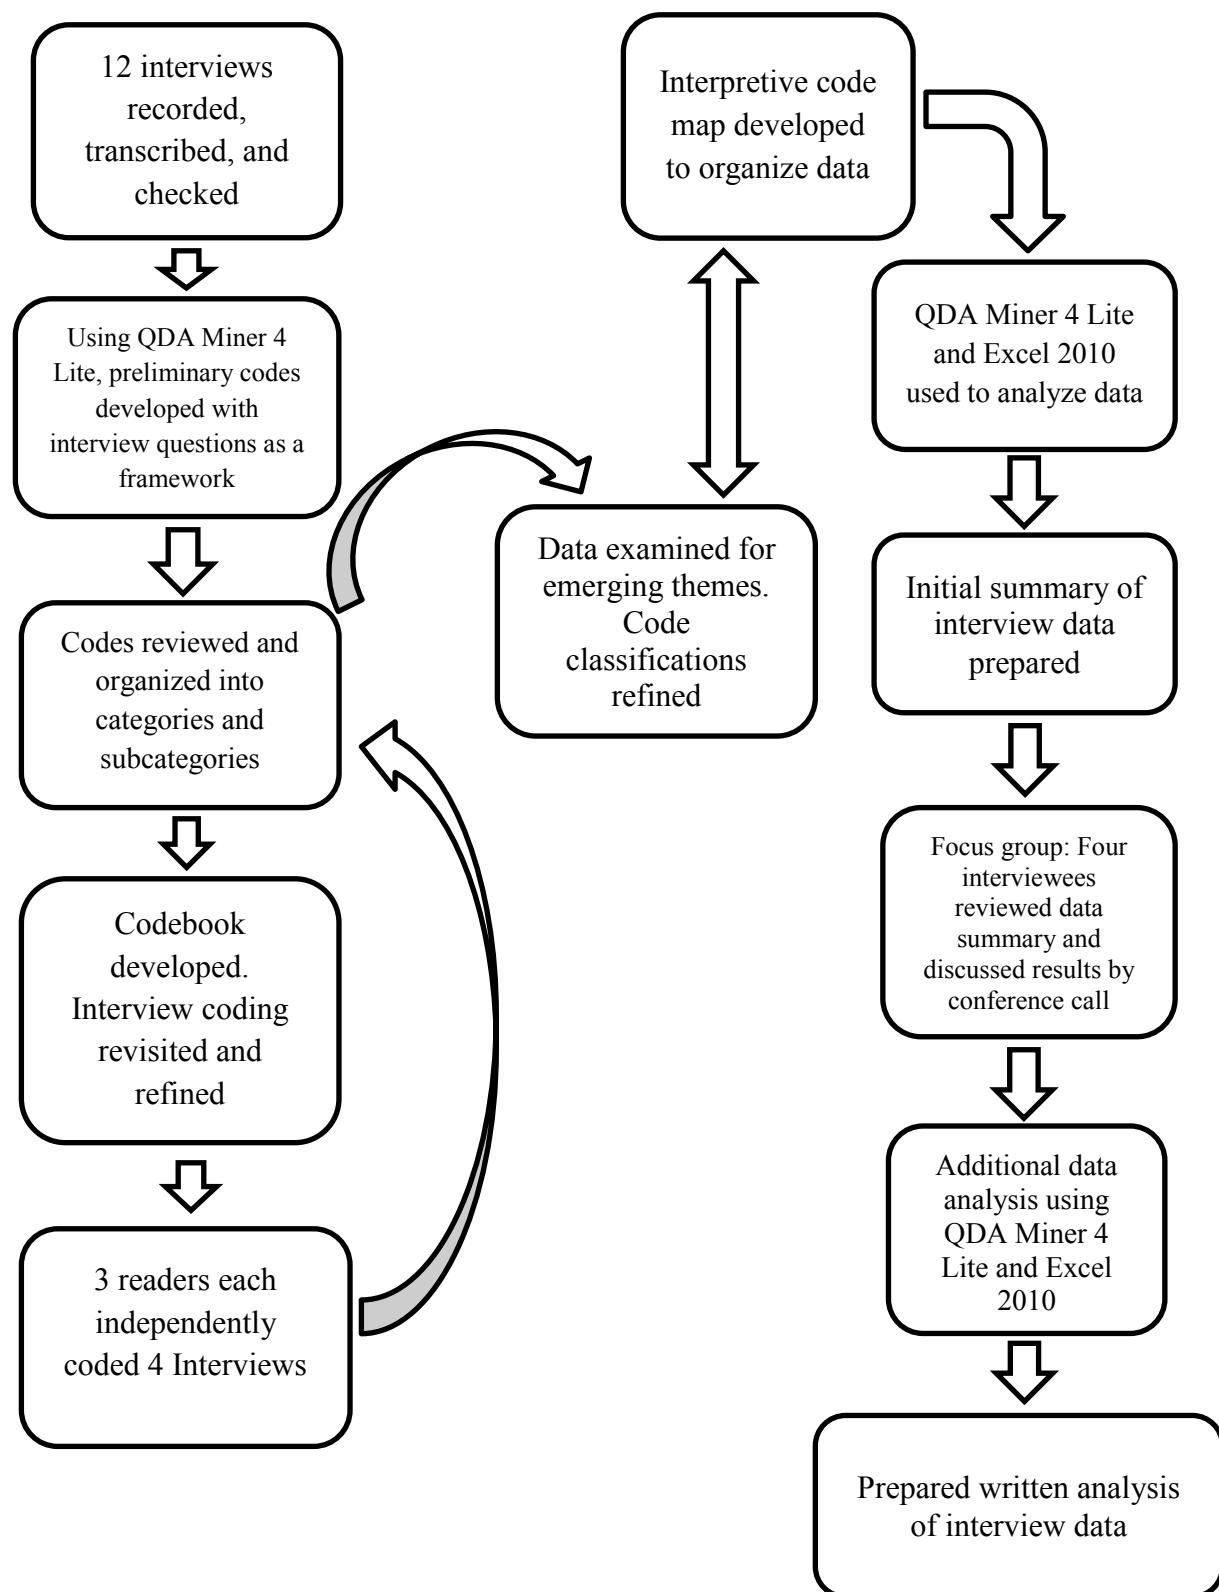 12 interviews
recorded,
transcribed, and
checked
Using QDA Miner 4
Lite, preliminary codes
developed with
interview questions as a
framework
Codes reviewed and
organized into
categories and
subcategories
Codebook
developed.
Interview coding
revisited and
refined
3 readers each
independently
coded 4 Interviews
Data examined for
emerging themes.
Code
classifications
refined
Interpretive code
map developed
to organize data
QDA Miner 4 Lite
and Excel 2010
used to analyze data
Initial summary of
interview data
prepared
Focus group: Four
interviewees
reviewed data
summary and
discussed results by
conference call
Additional data
analysis using
QDA Miner 4
Lite and Excel
2010
Prepared written analysis
of interview data